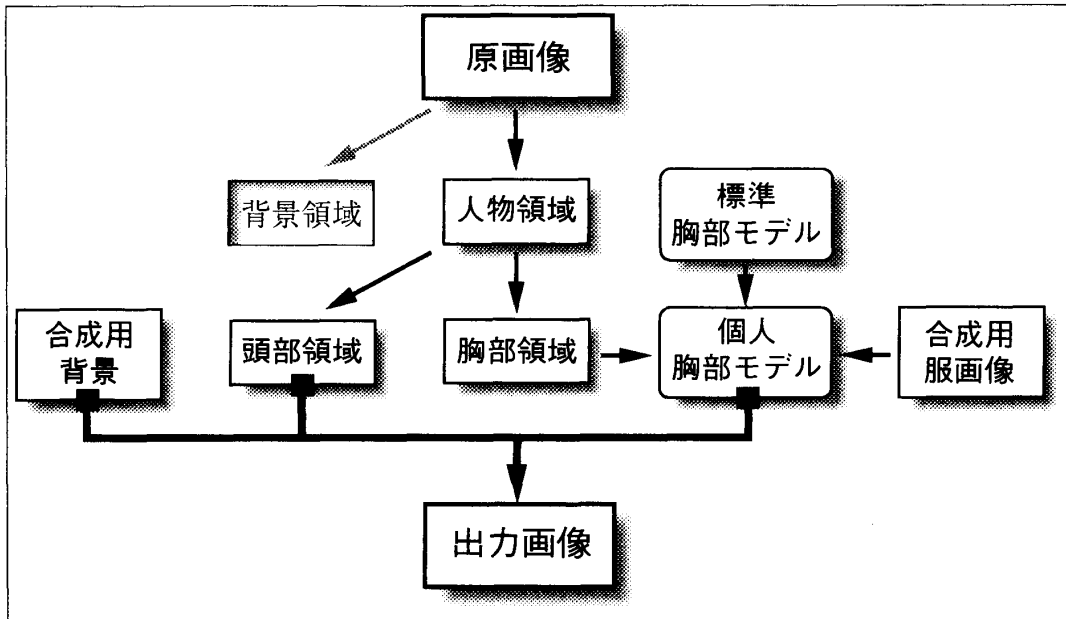 原画像
背景領域
人物領域
標準
胸部モデル
合成用
背景
頭部領域
胸部領域
個人
胸部モデル
合成用
服画像
出力画像